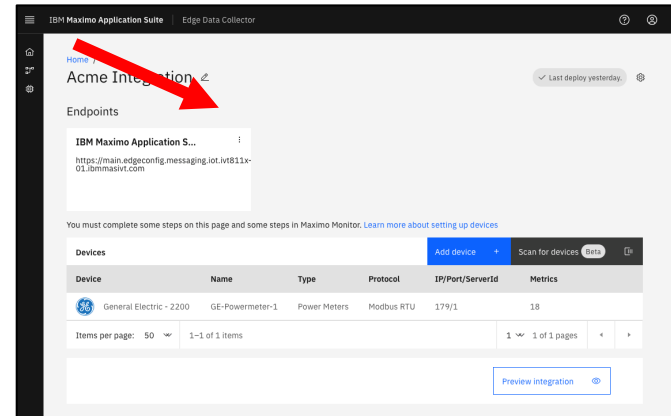 IBM Maximo Application Suite Edge Data Collector
Home /
Acme Integration
Last deploy yesterday.
Endpoints
IBM Maximo Application S...
https://main.edgeconfig.messaging.iot.ivt811x-
01.ibmmasivt.com
You must complete some steps on this page and some steps in Maximo Monitor. Learn more about setting up devices
Devices Add device + Scan for devices Beta
Device Name Type Protocol IP/Port/ServerId Metrics
General Electric - 2200 GE-Powermeter-1 Power Meters Modbus RTU 179/1 18
Items per page: 50 1–1 of 1 items 1 1 of 1 pages
Preview integration